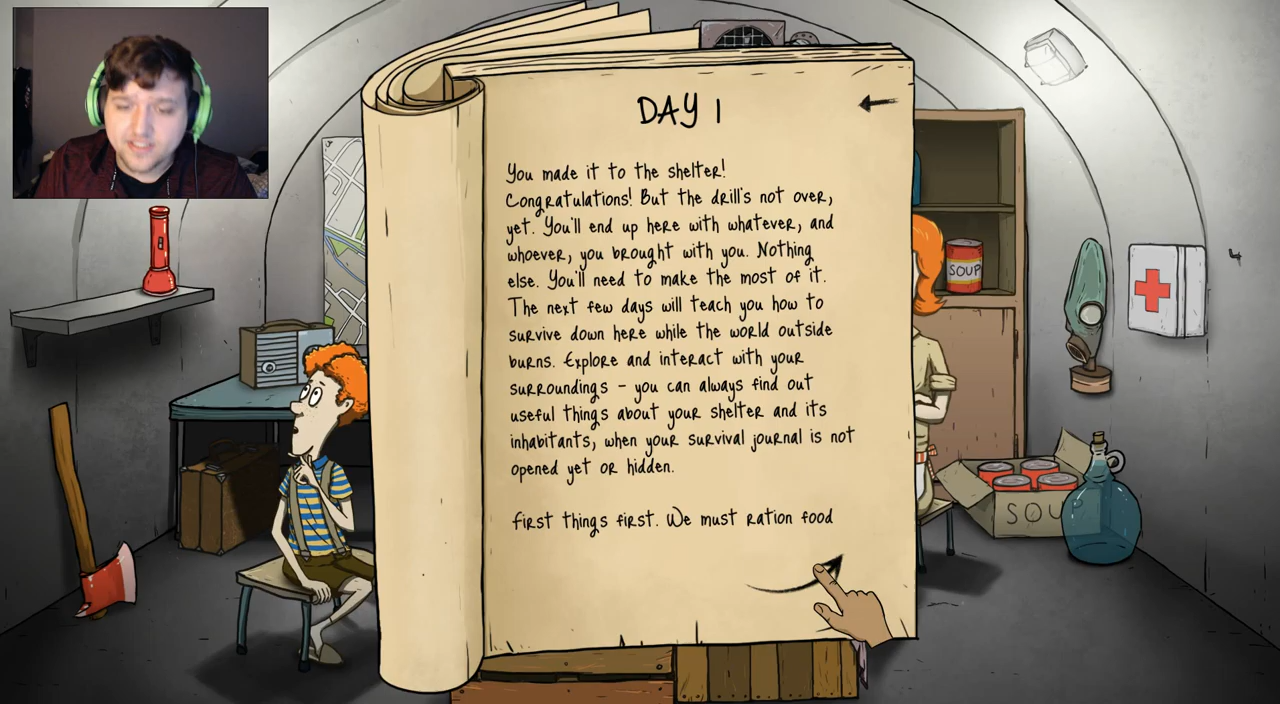 DAY 1
You made it to the shelter!
Congratulations! But the drill's not over,
yet. You'll end up here with whatever, and
whoever, you brought with you. Nothing
else. You'll need to make the most of it.
The next few days will teach you how to
survive down here while the world outside
burns. Explore and interact with your
surroundings - you can always find out
useful things about your shelter and its
inhabitants, when your survival journal is not
opened yet or hidden.
First things first. We must ration food
SOUP
SOU